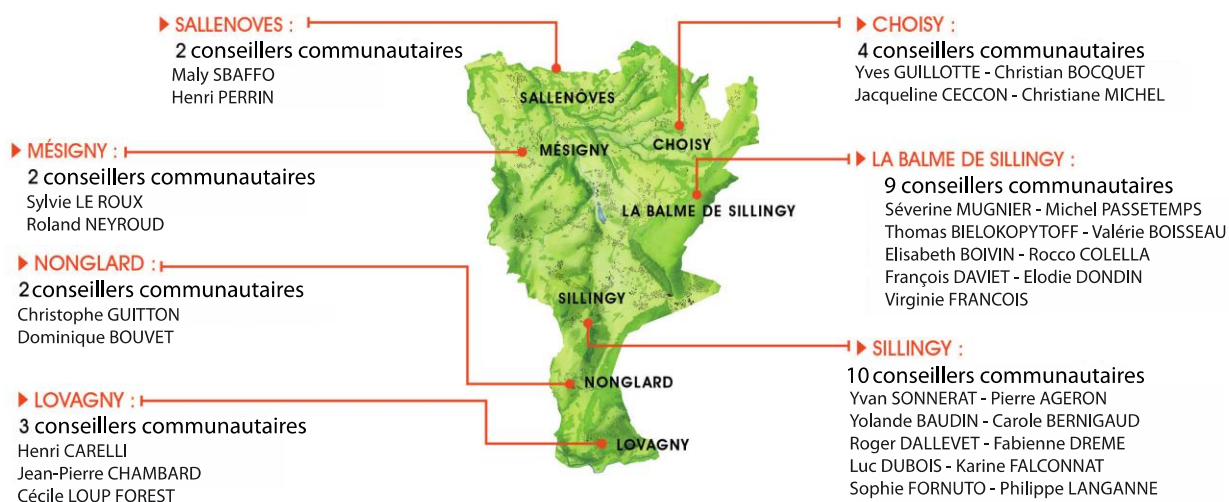 SALLENOVES :
2 conseillers communautaires
Maly SBAFFO
Henri PERRIN
MÉSIGNY :
2 conseillers communautaires
Sylvie LE ROUX
Roland NEYROUD
NONGLARD :
2 conseillers communautaires
Christophe GUITTON
Dominique BOUVET
LOVAGNY :
3 conseillers communautaires
Henri CARELLI
Jean-Pierre CHAMBARD
Cécile LOUP FOREST
SALLENÔVES
MÉSIGNY
CHOISY
LA BALME DE SILLINGY
SILLINGY
NONGLARD
LOVAGNY
CHOISY :
4 conseillers communautaires
Yves GUILLOTTE - Christian BOCQUET
Jacqueline CECCON - Christiane MICHEL
LA BALME DE SILLINGY :
9 conseillers communautaires
Séverine MUGNIER - Michel PASSETEMPS
Thomas BIELOKOPYTOFF - Valérie BOISSEAU
Elisabeth BOIVIN - Rocco COLELLA
François DAVIET - Elodie DONDIN
Virginie FRANCOIS
SILLINGY :
10 conseillers communautaires
Yvan SONNERAT - Pierre AGERON
Yolande BAUDIN - Carole BERNIGAUD
Roger DALLEVET - Fabienne DREME
Luc DUBOIS - Karine FALCONNAT
Sophie FORNUTO - Philippe LANGANNE